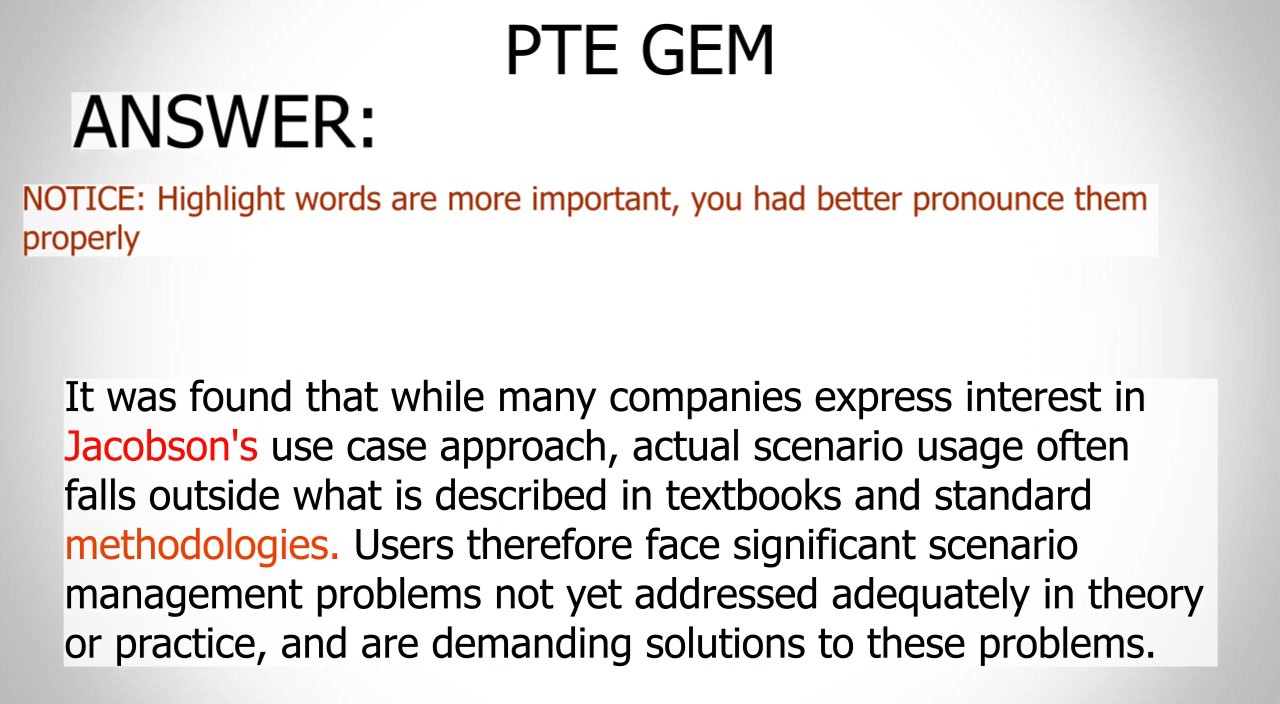 PTE GEM
ANSWER:
NOTICE: Highlight words are more important, you had better pronounce them
properly
It was found that while many companies express interest in
Jacobson's use case approach, actual scenario usage often
falls outside what is described in textbooks and standard
methodologies. Users therefore face significant scenario
management problems not yet addressed adequately in theory
or practice, and are demanding solutions to these problems.